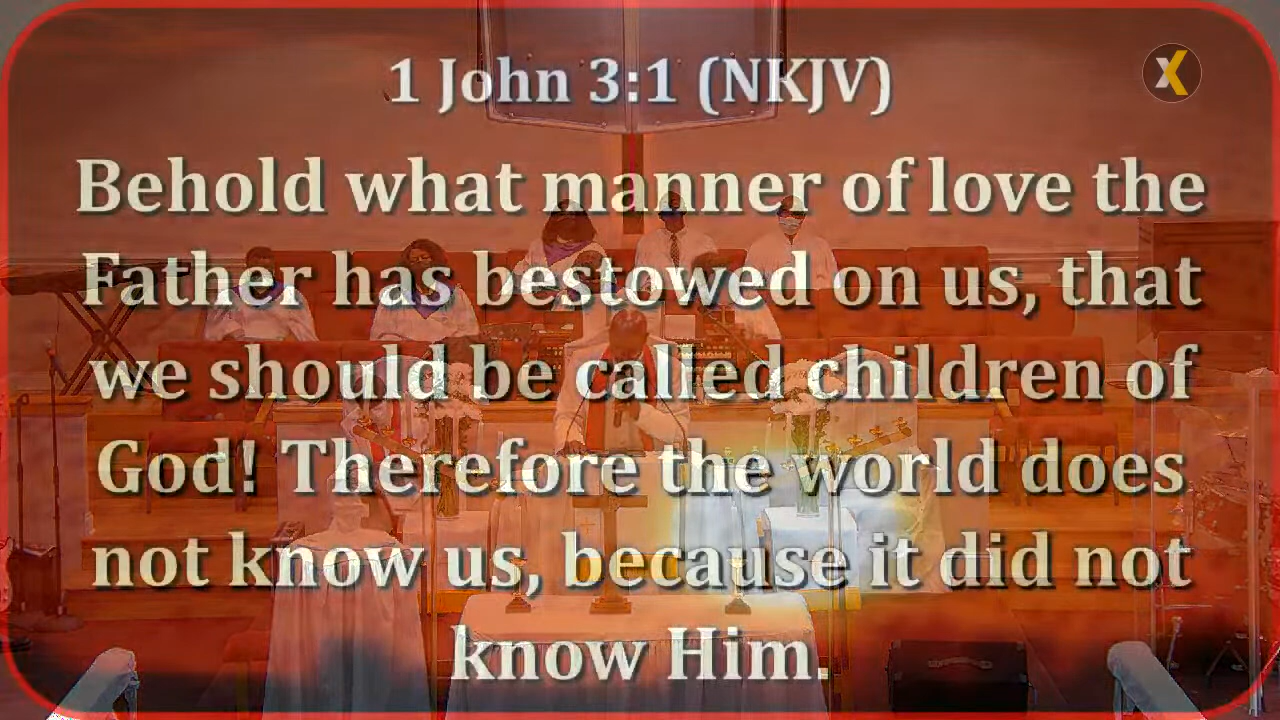 1 John 3:1 (NKJV)
Behold what manner of love the
Father has bestowed on us, that
we should be called children of
God! Therefore the world does
not know us, because it did not
know Him.
X